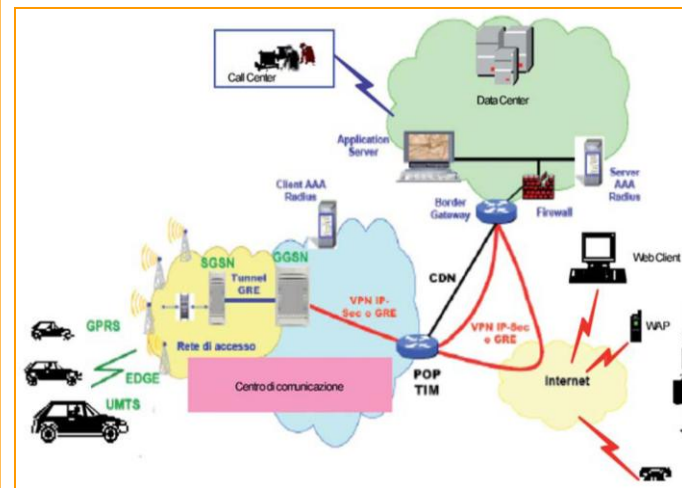 Call Center
Data Center
Application
Server
Server
AAA
Radius
Client AAA
Radius
Border
Gateway
Firewall
Web Client
SGSN
GGSN
Tunnel
GRE
CDN
WAP
VPN IP-
Sec o GRE
VPN IP-Sec
o GRE
GPRS
Rete di accesso
EDGE
UMTS
Centro di comunicazione
POP
TIM
Internet